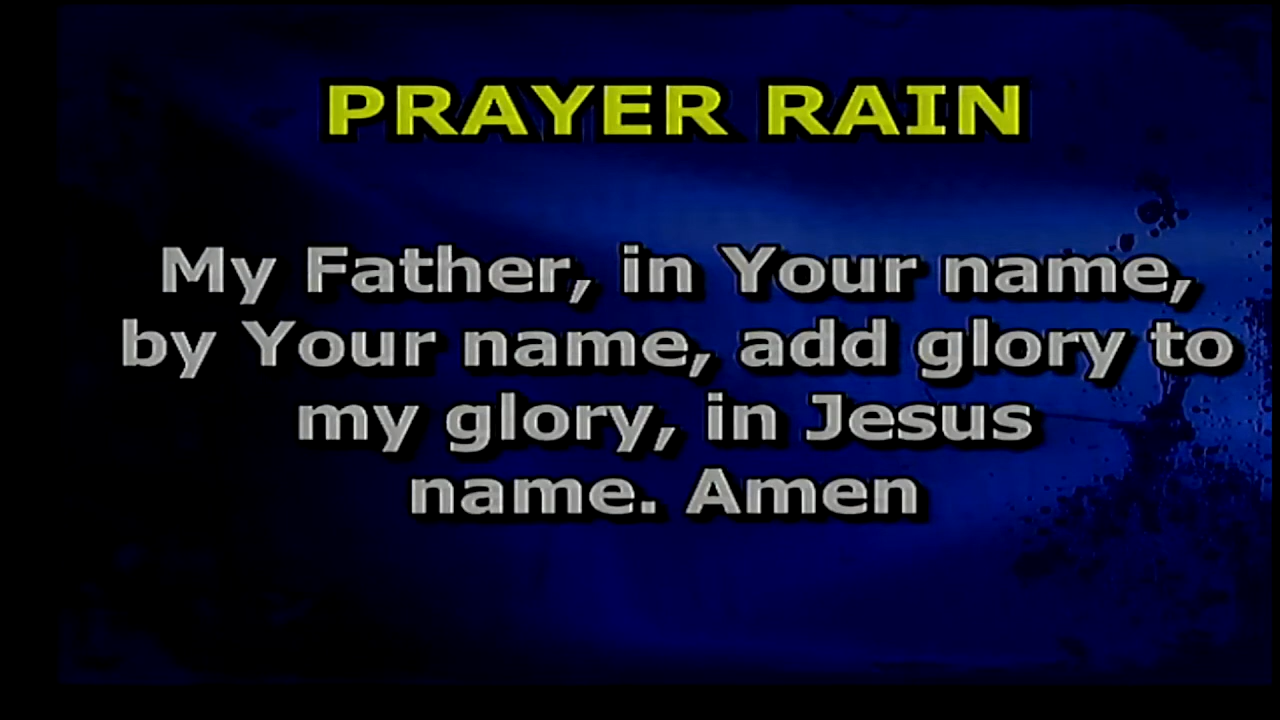 PRAYER RAIN
My Father, in Your name,
by Your name, add glory to
my glory, in Jesus
name. Amen